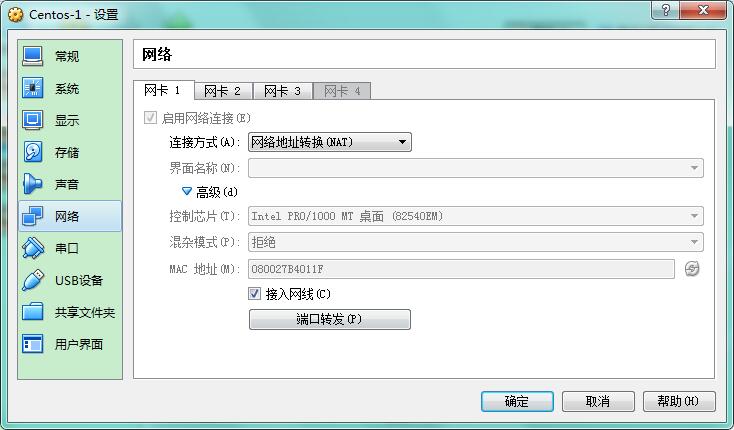 Centos-1 - 设置
常规
系统
显示
存储
声音
网络
串口
USB设备
共享文件夹
用户界面
网络
网卡 1 网卡 2 网卡 3 网卡 4
启用网络连接(E)
连接方式(A): 网络地址转换(NAT)
界面名称(N):
高级(d)
控制芯片(T): Intel PRO/1000 MT 桌面 (82540EM)
混杂模式(P): 拒绝
MAC 地址(M): 080027B4011F
接入网线(C)
端口转发(P)
确定 取消 帮助(H)